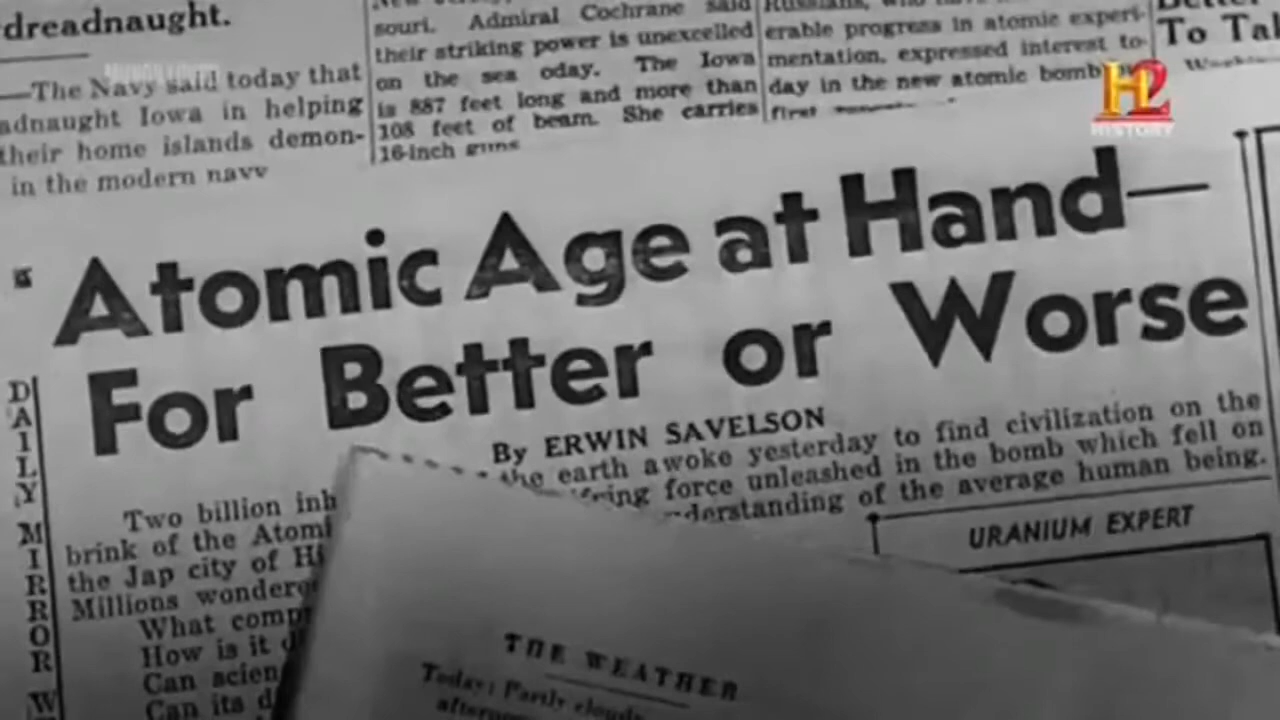 dreadnaught.
—The Navy said today that
adnaught Iowa in helping
their home islands demon-
in the modern navy
souri. Admiral Cochrane said
their striking power is unexcelled
on the sea oday. The Iowa
is 887 feet long and more than
108 feet of beam. She carries
16-inch guns
erable progress in atomic experi-
mentation, expressed interest to-
day in the new atomic bomb
first
To Tal
H2
HISTORY
Atomic Age at Hand—
For Better or Worse
By ERWIN SAVELSON
DAILY MIRROR W
Two billion inh
the earth awoke yesterday to find civilization on the
brink of the Atomi
force unleashed in the bomb which fell on
the Jap city of Hi
derstanding of the average human being.
Millions wondere
What comp
How is it d
Can scien
Can its d
URANIUM EXPERT
THE WEATHER
Today: Partly cloudy
afternoo